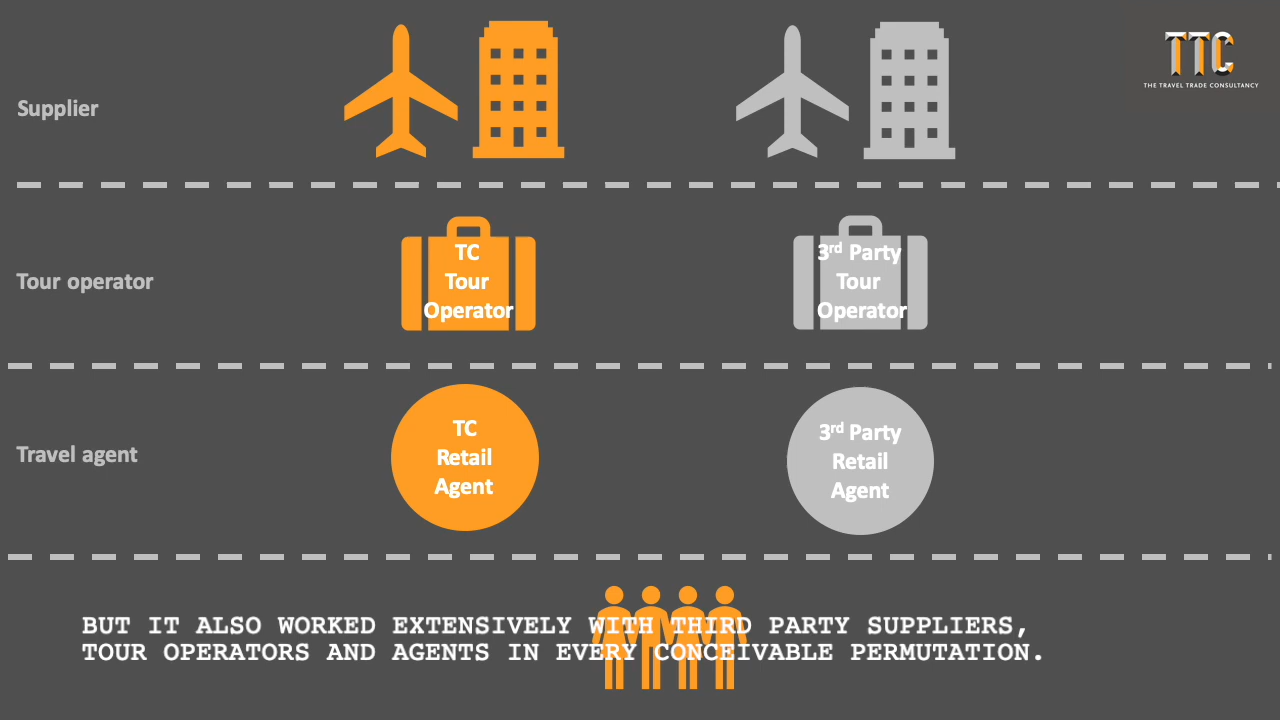 TTC
THE TRAVEL TRADE CONSULTANCY
Supplier
TC
Tour
Operator
3rd Party
Tour
Operator
Tour operator
TC
Retail
Agent
3rd Party
Retail
Agent
Travel agent
BUT IT ALSO WORKED EXTENSIVELY WITH THIRD PARTY SUPPLIERS,
TOUR OPERATORS AND AGENTS IN EVERY CONCEIVABLE PERMUTATION.